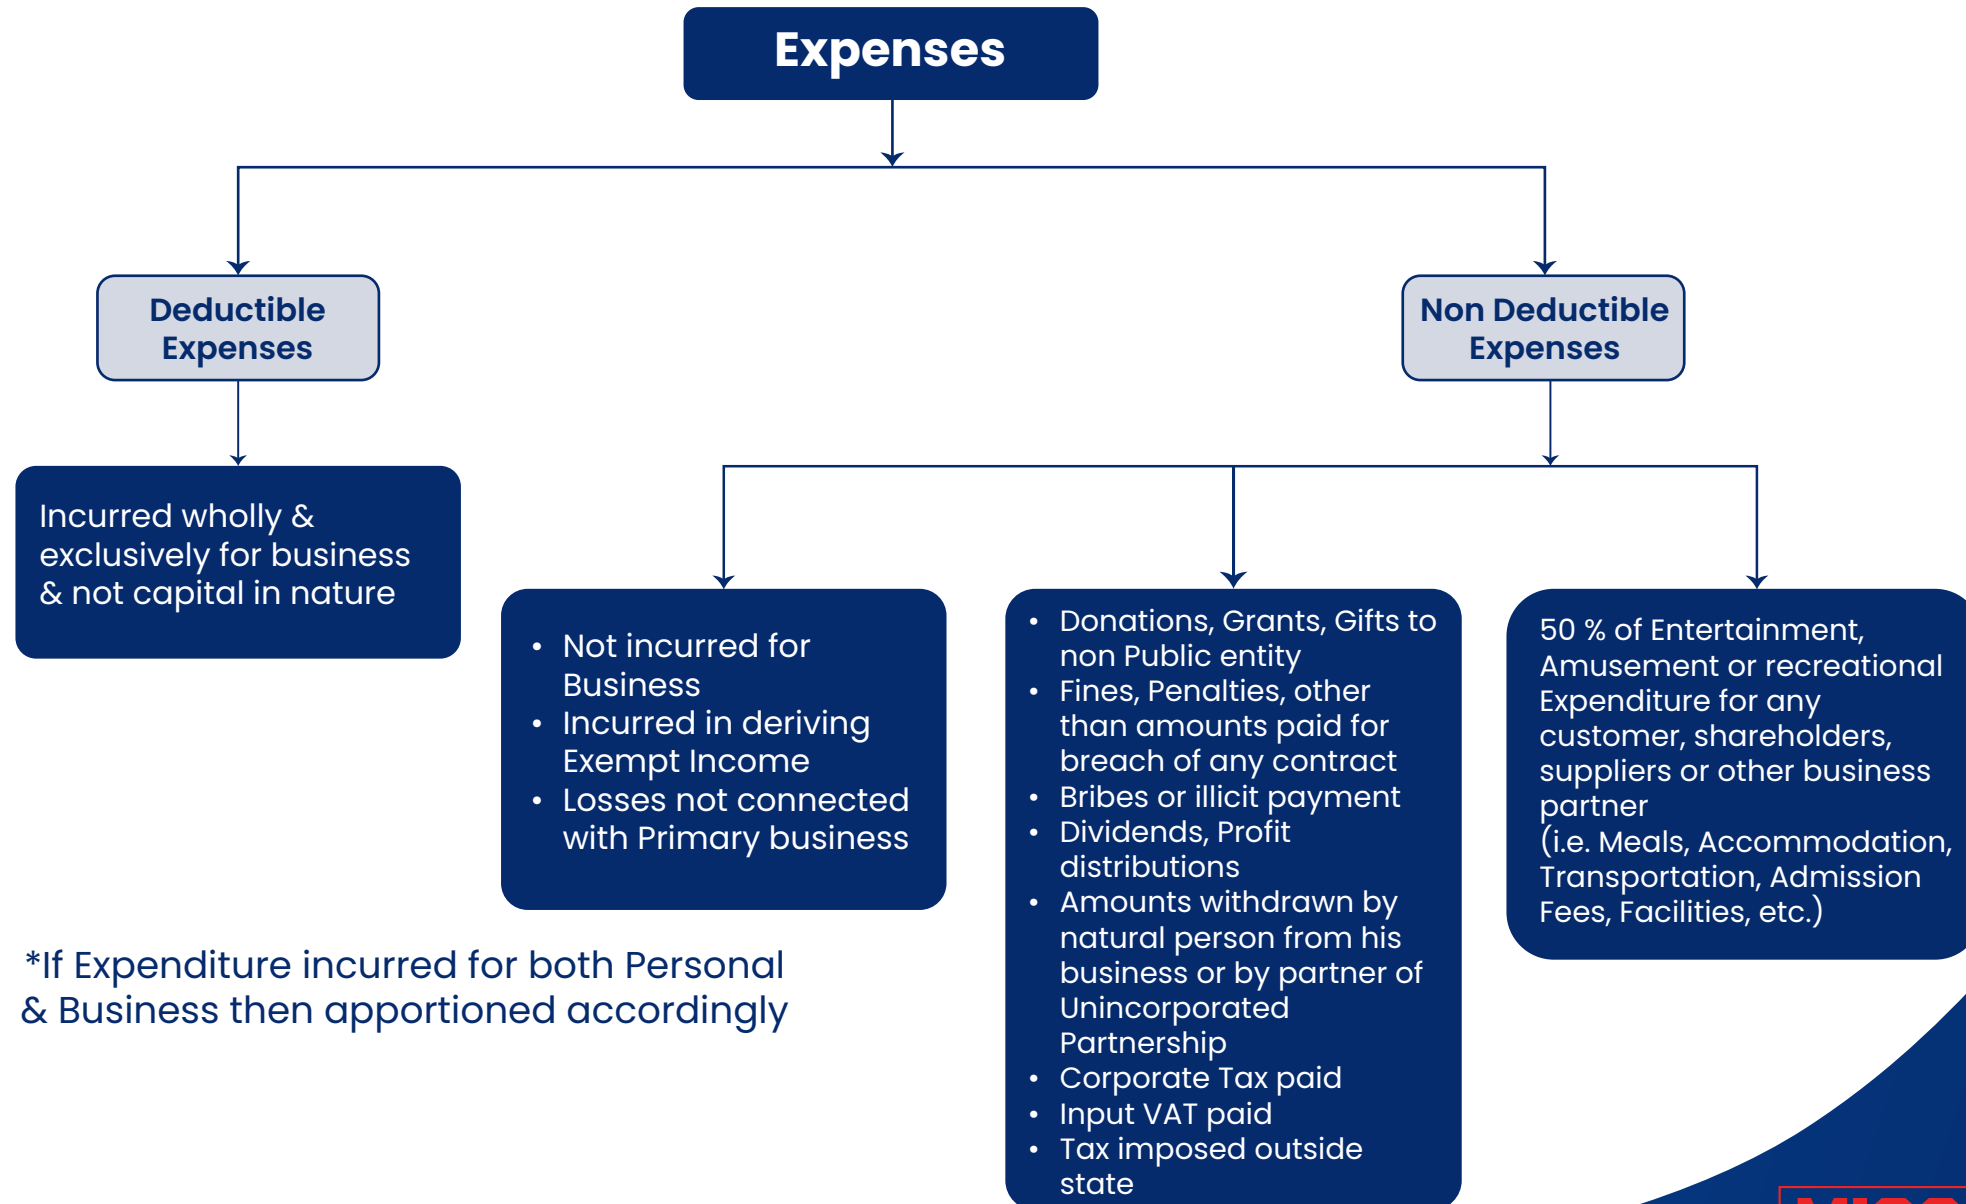 Expenses
Deductible
Expenses
Non Deductible
Expenses
Incurred wholly &
exclusively for business
& not capital in nature
• Not incurred for
Business
• Incurred in deriving
Exempt Income
• Losses not connected
with Primary business
• Donations, Grants, Gifts to
non Public entity
• Fines, Penalties, other
than amounts paid for
breach of any contract
• Bribes or illicit payment
• Dividends, Profit
distributions
• Amounts withdrawn by
natural person from his
business or by partner of
Unincorporated
Partnership
• Corporate Tax paid
• Input VAT paid
• Tax imposed outside
state
50 % of Entertainment,
Amusement or recreational
Expenditure for any
customer, shareholders,
suppliers or other business
partner
(i.e. Meals, Accommodation,
Transportation, Admission
Fees, Facilities, etc.)
*If Expenditure incurred for both Personal
& Business then apportioned accordingly